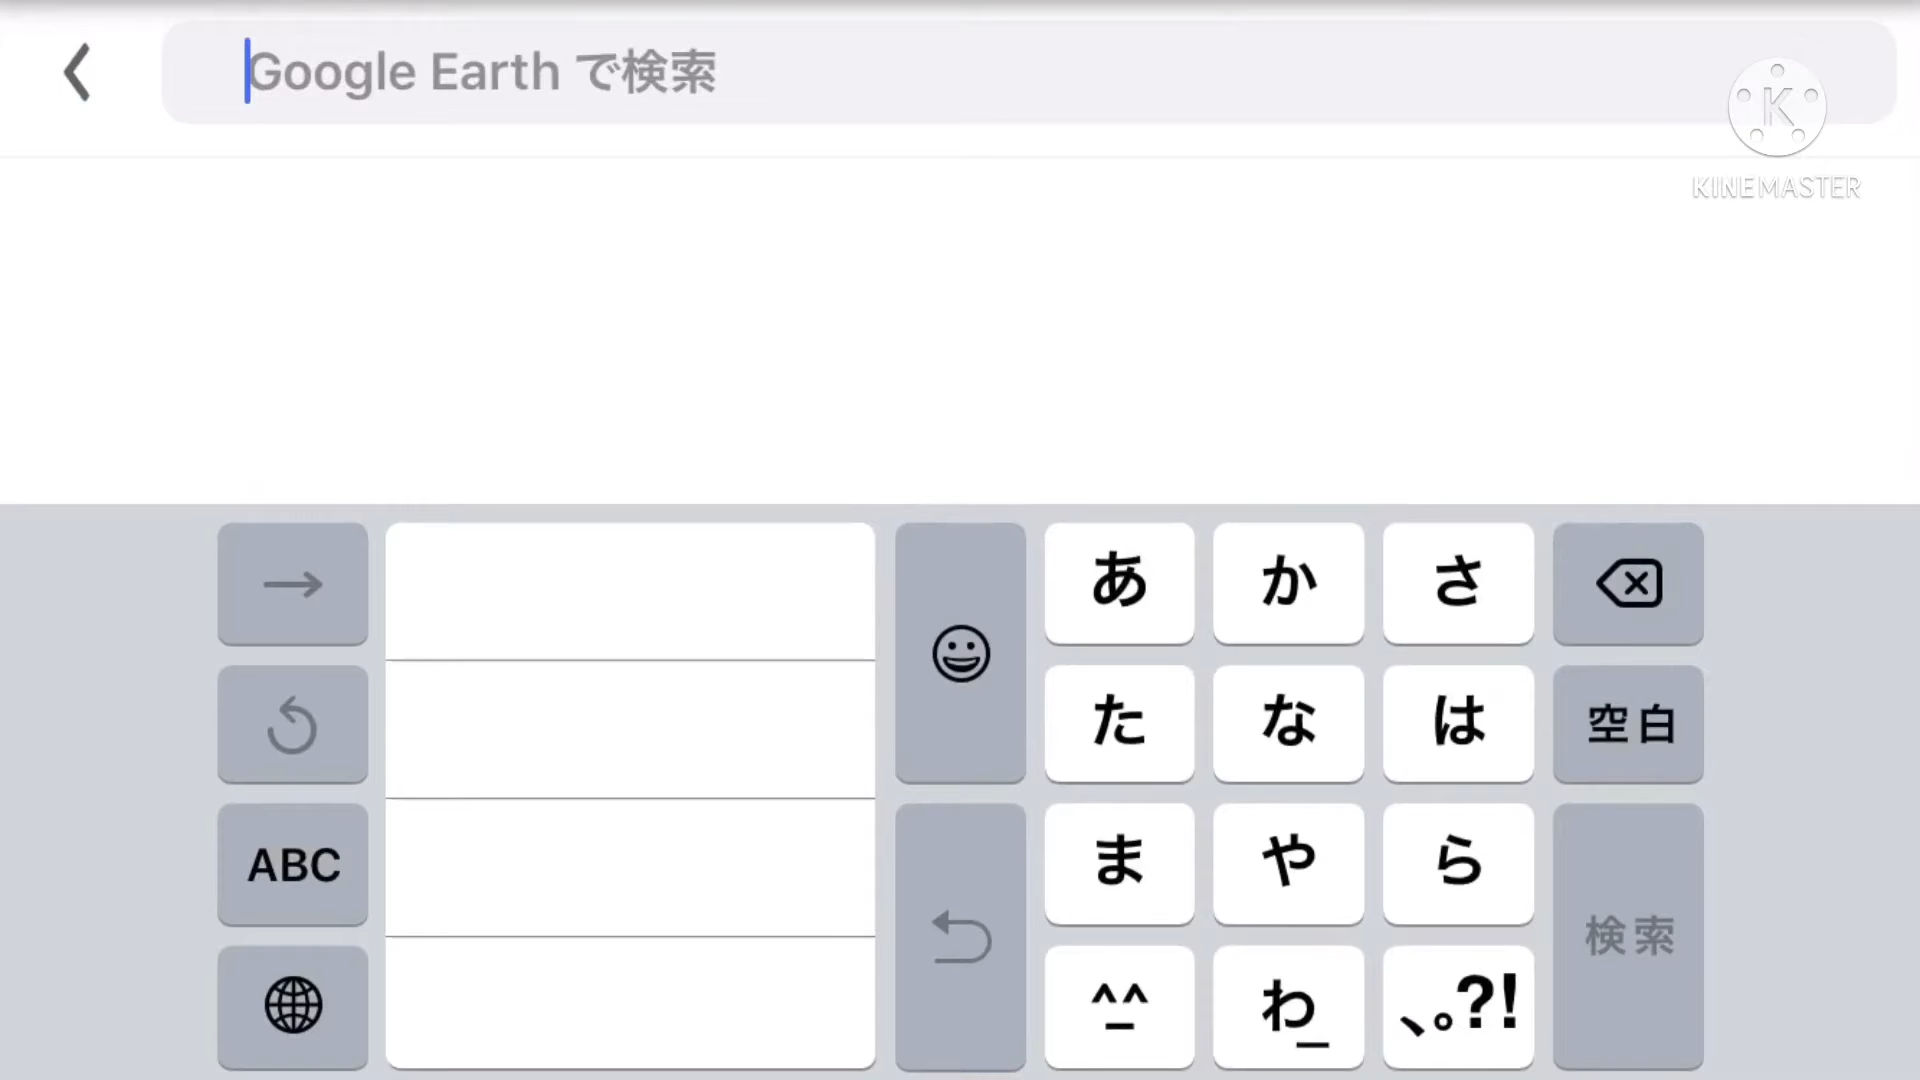 Google Earth で検索
K
KINEMASTER
あ か さ
た な は 空白
ABC ま や ら
検索
^_^ わ_ 、。?!